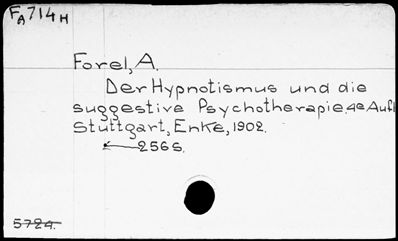 FA714H
Forel, A.
Der Hypnotismus und die
suggestive Psychotherapie. 4e Aufl
Stuttgart, Enke, 1902.
256 S.
5724.